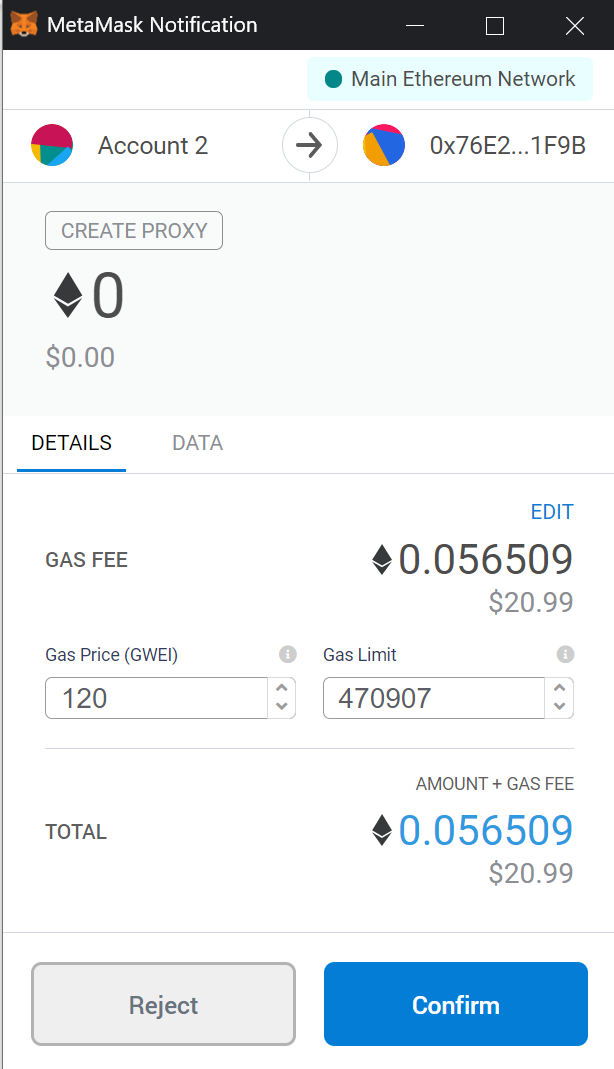 MetaMask Notification
Main Ethereum Network
Account 2
0x76E2...1F9B
CREATE PROXY
0
$0.00
DETAILS DATA
EDIT
GAS FEE 0.056509
$20.99
Gas Price (GWEI) Gas Limit
120 470907
AMOUNT + GAS FEE
TOTAL 0.056509
$20.99
Reject Confirm